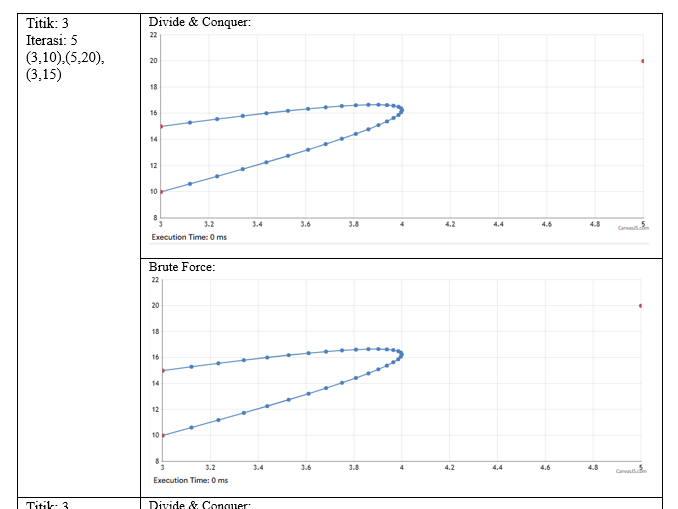 Titik: 3
Iterasi: 5
(3,10),(5,20),
(3,15)
Divide & Conquer:
22
20
18
16
14
12
10
8
3 3.2 3.4 3.6 3.8 4 4.2 4.4 4.6 4.8 5
CanvasJS.com
Execution Time: 0 ms
Brute Force:
22
20
18
16
14
12
10
8
3 3.2 3.4 3.6 3.8 4 4.2 4.4 4.6 4.8 5
CanvasJS.com
Execution Time: 0 ms
Titik: 3
Divide & Conquer: